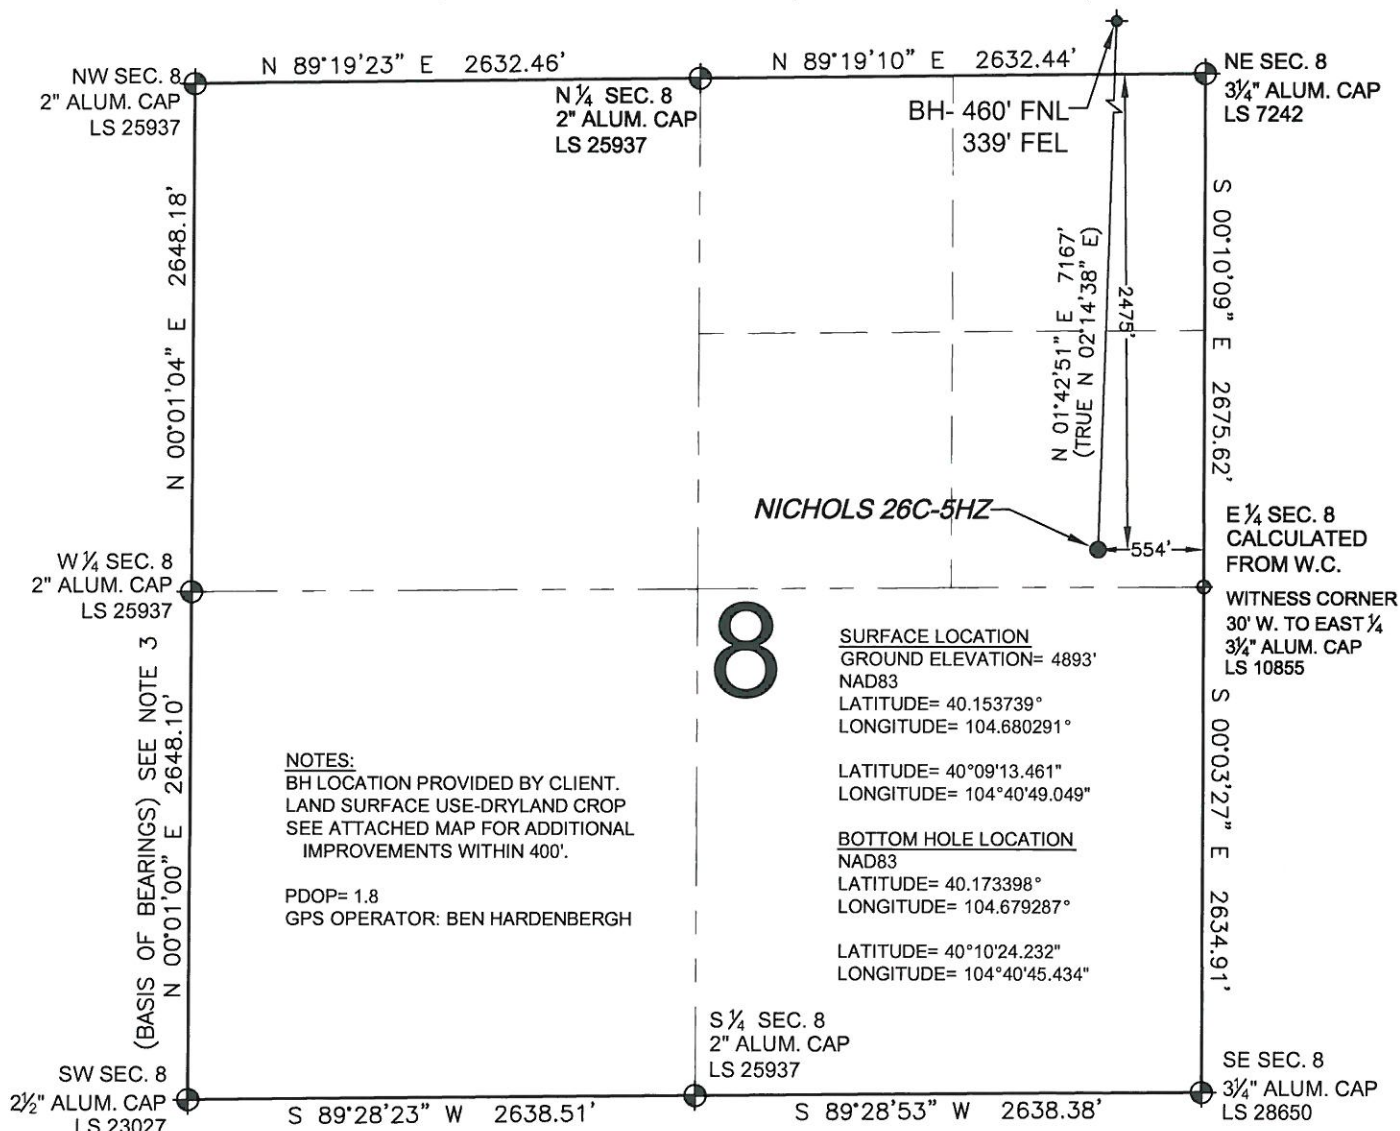 N 89°19'23" E 2632.46'
N 89°19'10" E 2632.44'
NW SEC. 8
2" ALUM. CAP
LS 25937
N ¼ SEC. 8
2" ALUM. CAP
LS 25937
BH- 460' FNL
339' FEL
NE SEC. 8
3¼" ALUM. CAP
LS 7242
N 00°01'04" E 2648.18'
N 01°42'51" E 7167'
(TRUE N 02°14'38" E)
2475'
S 00°10'09" E 2675.62'
NICHOLS 26C-5HZ
554'
E ¼ SEC. 8
CALCULATED
FROM W.C.
W ¼ SEC. 8
2" ALUM. CAP
LS 25937
WITNESS CORNER
30' W. TO EAST ¼
3¼" ALUM. CAP
LS 10855
8
SURFACE LOCATION
GROUND ELEVATION= 4893'
NAD83
LATITUDE= 40.153739°
LONGITUDE= 104.680291°
LATITUDE= 40°09'13.461"
LONGITUDE= 104°40'49.049"
BOTTOM HOLE LOCATION
NAD83
LATITUDE= 40.173398°
LONGITUDE= 104.679287°
LATITUDE= 40°10'24.232"
LONGITUDE= 104°40'45.434"
NOTES:
BH LOCATION PROVIDED BY CLIENT.
LAND SURFACE USE-DRYLAND CROP
SEE ATTACHED MAP FOR ADDITIONAL
IMPROVEMENTS WITHIN 400'.
PDOP= 1.8
GPS OPERATOR: BEN HARDENBERGH
(BASIS OF BEARINGS) SEE NOTE 3
N 00°01'00" E 2648.10'
S 00°03'27" E 2634.91'
S ¼ SEC. 8
2" ALUM. CAP
LS 25937
SW SEC. 8
2½" ALUM. CAP
LS 23027
S 89°28'23" W 2638.51'
S 89°28'53" W 2638.38'
SE SEC. 8
3¼" ALUM. CAP
LS 28650